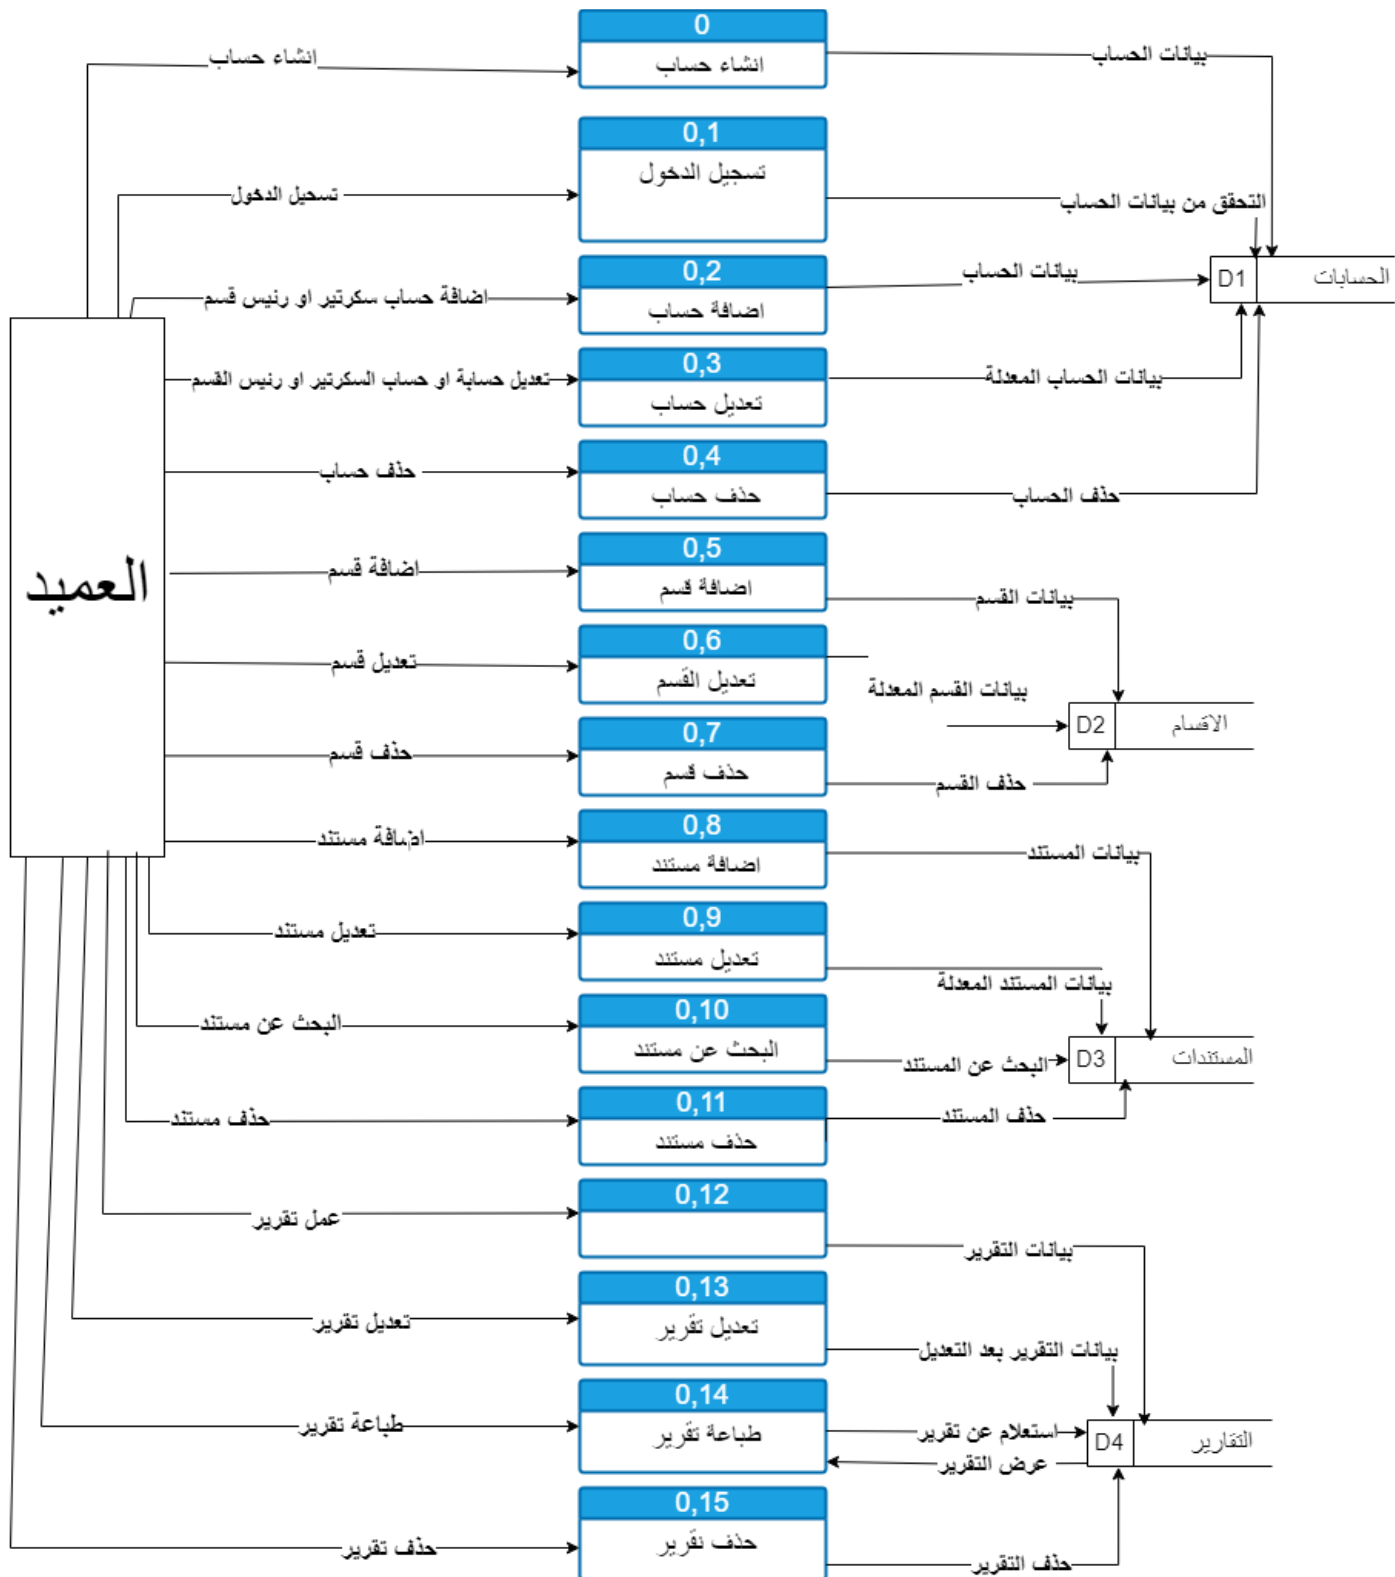 0
انشاء حساب
انشاء حساب
بيانات الحساب
0,1
تسجيل الدخول
تسحيل الدخول
التحقق من بيانات الحساب
0,2
اضافة حساب سكرتير او رئيس قسم
اضافة حساب
بيانات الحساب
D1
الحسابات
0,3
تعديل حسابة او حساب السكرتير او رئيس القسم
تعديل حساب
بيانات الحساب المعدلة
0,4
حذف حساب
حذف حساب
حذف الحساب
العميد
0,5
اضافة قسم
اضافة قسم
بيانات القسم
0,6
تعديل قسم
تعديل القسم
بيانات القسم المعدلة
D2
الاقسام
0,7
حذف قسم
حذف قسم
حذف القسم
0,8
اضافة مستند
اضافة مستند
بيانات المستند
0,9
تعديل مستند
تعديل مستند
بيانات المستند المعدلة
0,10
البحث عن مستند
البحث عن مستند
البحث عن المستند
D3
المستندات
0,11
حذف مستند
حذف مستند
حذف المستند
0,12
عمل تقرير
بيانات التقرير
0,13
تعديل تقرير
تعديل تقرير
بيانات التقرير بعد التعديل
0,14
طباعة تقرير
طباعة تقرير
استعلام عن تقرير
عرض التقرير
D4
التقارير
0,15
حذف تقرير
حذف تقرير
حذف التقرير